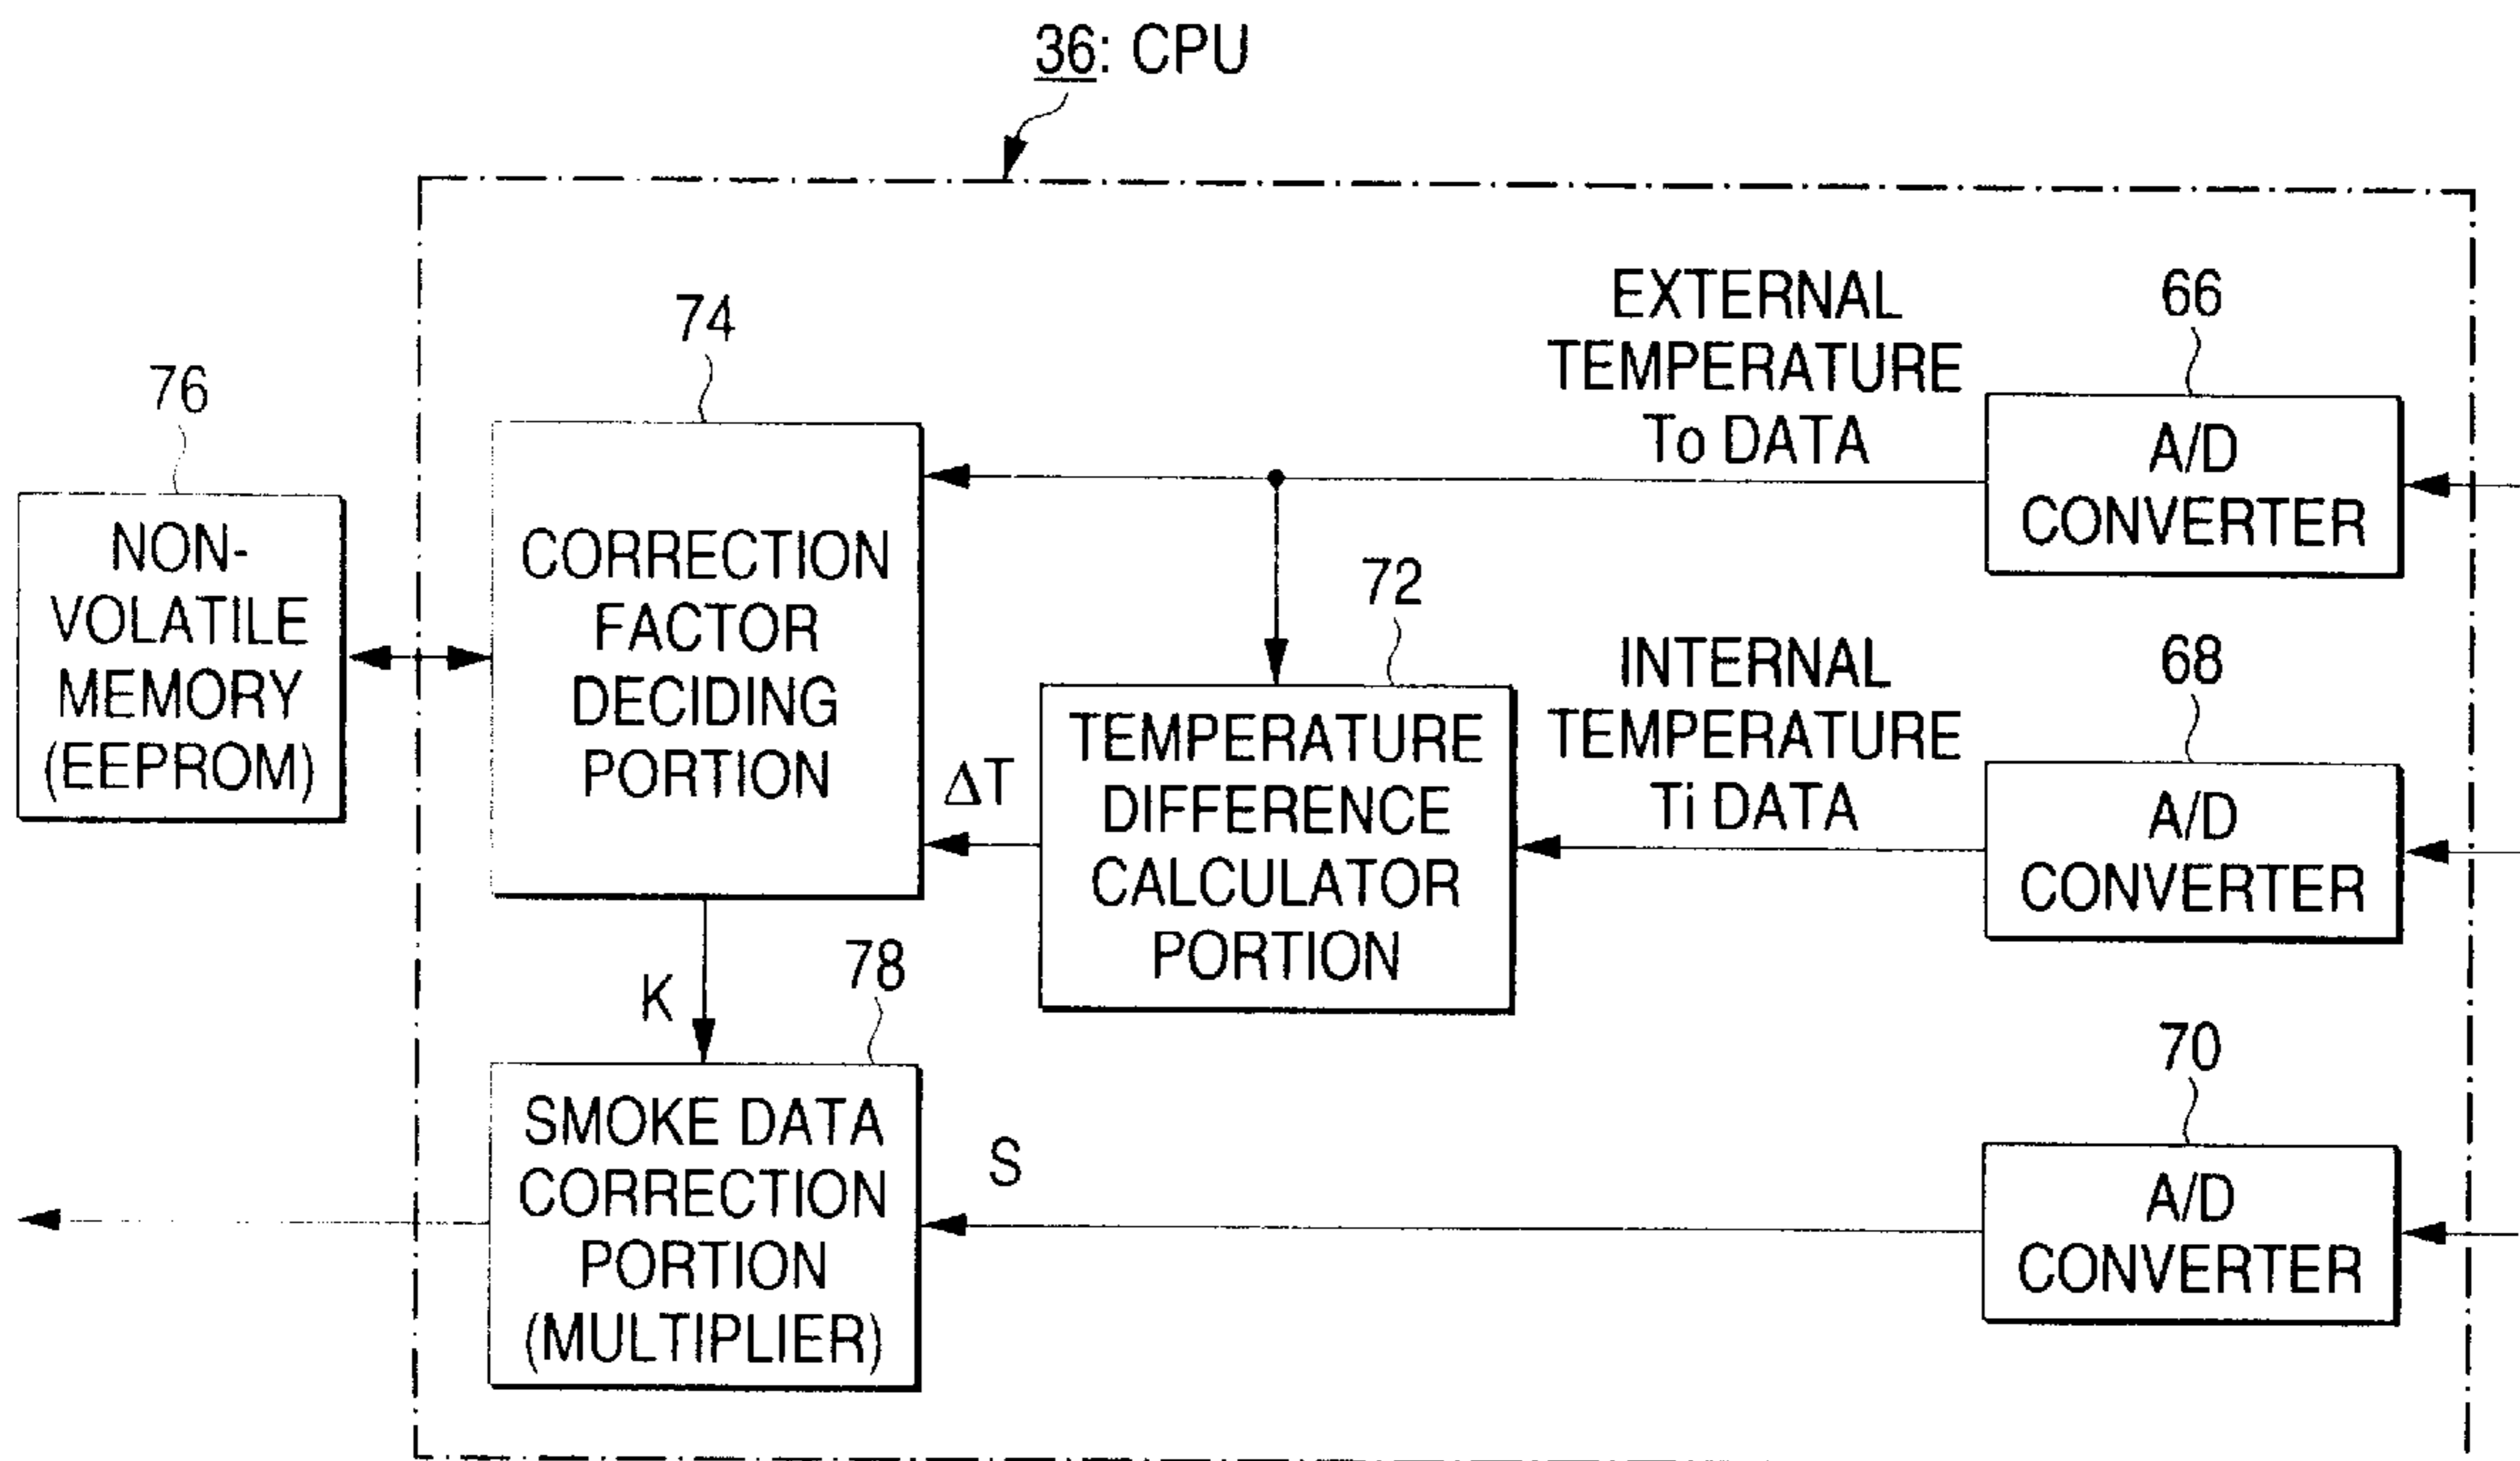 36: CPU
74
76
NON-
VOLATILE
MEMORY
(EEPROM)
CORRECTION
FACTOR
DECIDING
PORTION
EXTERNAL
TEMPERATURE
To DATA
66
A/D
CONVERTER
72
TEMPERATURE
DIFFERENCE
CALCULATOR
PORTION
ΔT
INTERNAL
TEMPERATURE
Ti DATA
68
A/D
CONVERTER
K
78
SMOKE DATA
CORRECTION
PORTION
(MULTIPLIER)
S
70
A/D
CONVERTER